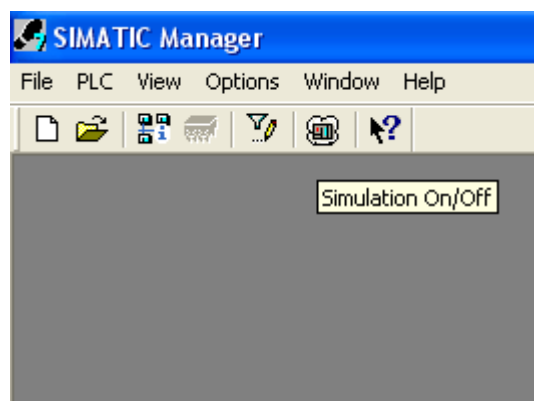 SIMATIC Manager
File PLC View Options Window Help
Simulation On/Off